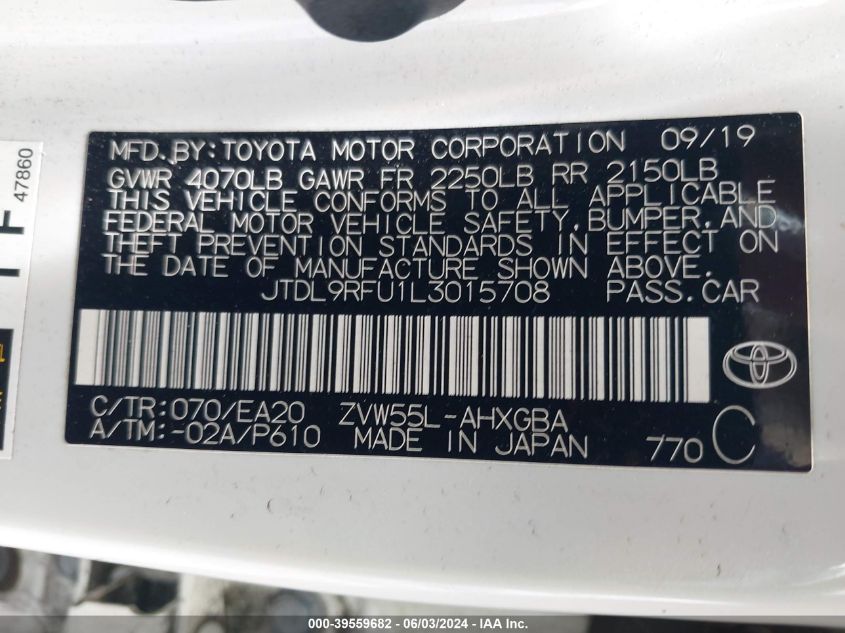 MFD. BY: TOYOTA MOTOR CORPORATION 09/19
GVWR 4070LB GAWR FR 2250LB RR 2150LB
THIS VEHICLE CONFORMS TO ALL APPLICABLE
FEDERAL MOTOR VEHICLE SAFETY, BUMPER, AND
THEFT PREVENTION STANDARDS IN EFFECT ON
THE DATE OF MANUFACTURE SHOWN ABOVE.
JTDL9RFU1L3015708 PASS. CAR
C/TR: 070/EA20 ZVW55L-AHXGBA
A/TM: -02A/P610 MADE IN JAPAN 770 C
47860
000-39559682 - 06/03/2024 - IAA Inc.